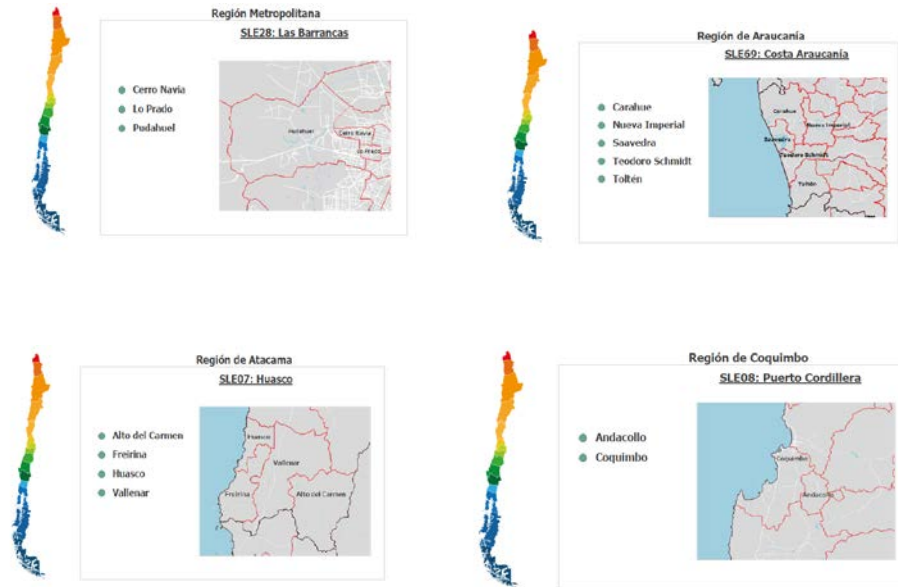 Región Metropolitana
SLE28: Las Barrancas
Cerro Navia
Lo Prado
Pudahuel
Pudahuel
Cerro Navia
Lo Prado
Región de Araucanía
SLE69: Costa Araucanía
Carahue
Nueva Imperial
Saavedra
Teodoro Schmidt
Toltén
Carahue
Nueva Imperial
Saavedra
Teodoro Schmidt
Toltén
Región de Atacama
SLE07: Huasco
Alto del Carmen
Freirina
Huasco
Vallenar
Huasco
Vallenar
Freirina
Alto del Carmen
Región de Coquimbo
SLE08: Puerto Cordillera
Andacollo
Coquimbo
Coquimbo
Andacollo